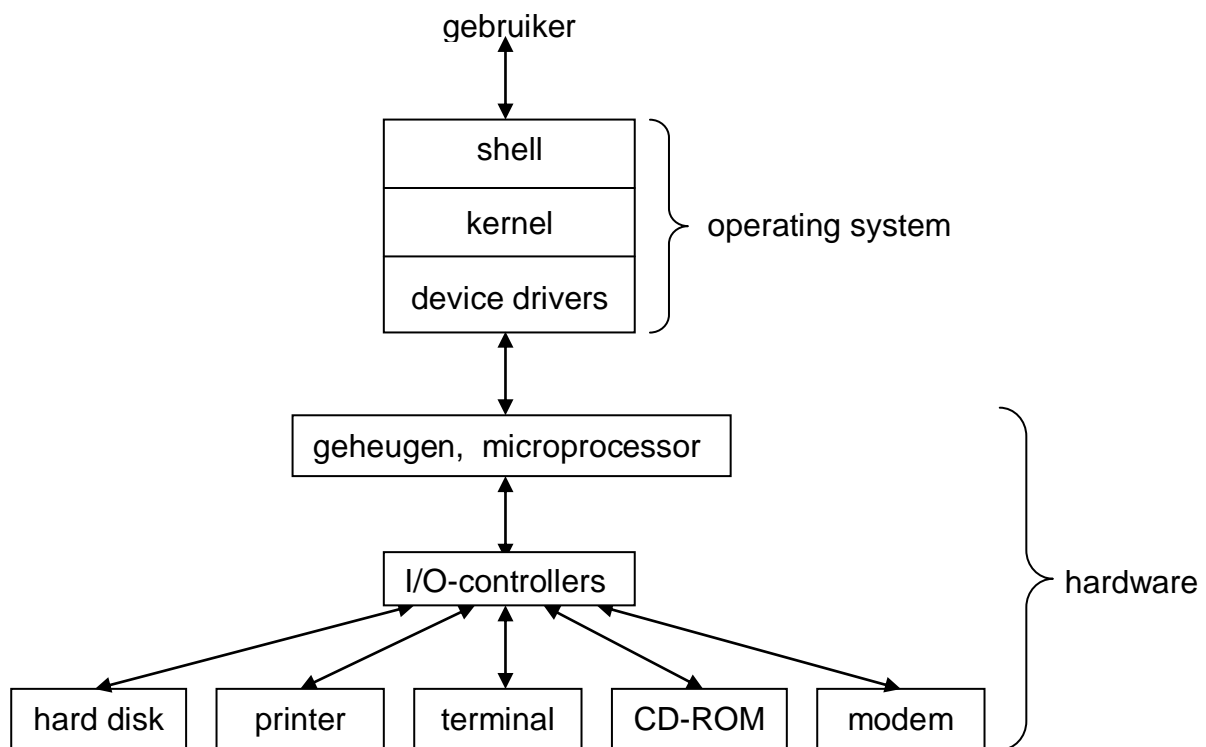 gebruiker
shell
kernel
operating system
device drivers
geheugen, microprocessor
I/O-controllers
hardware
hard disk
printer
terminal
CD-ROM
modem